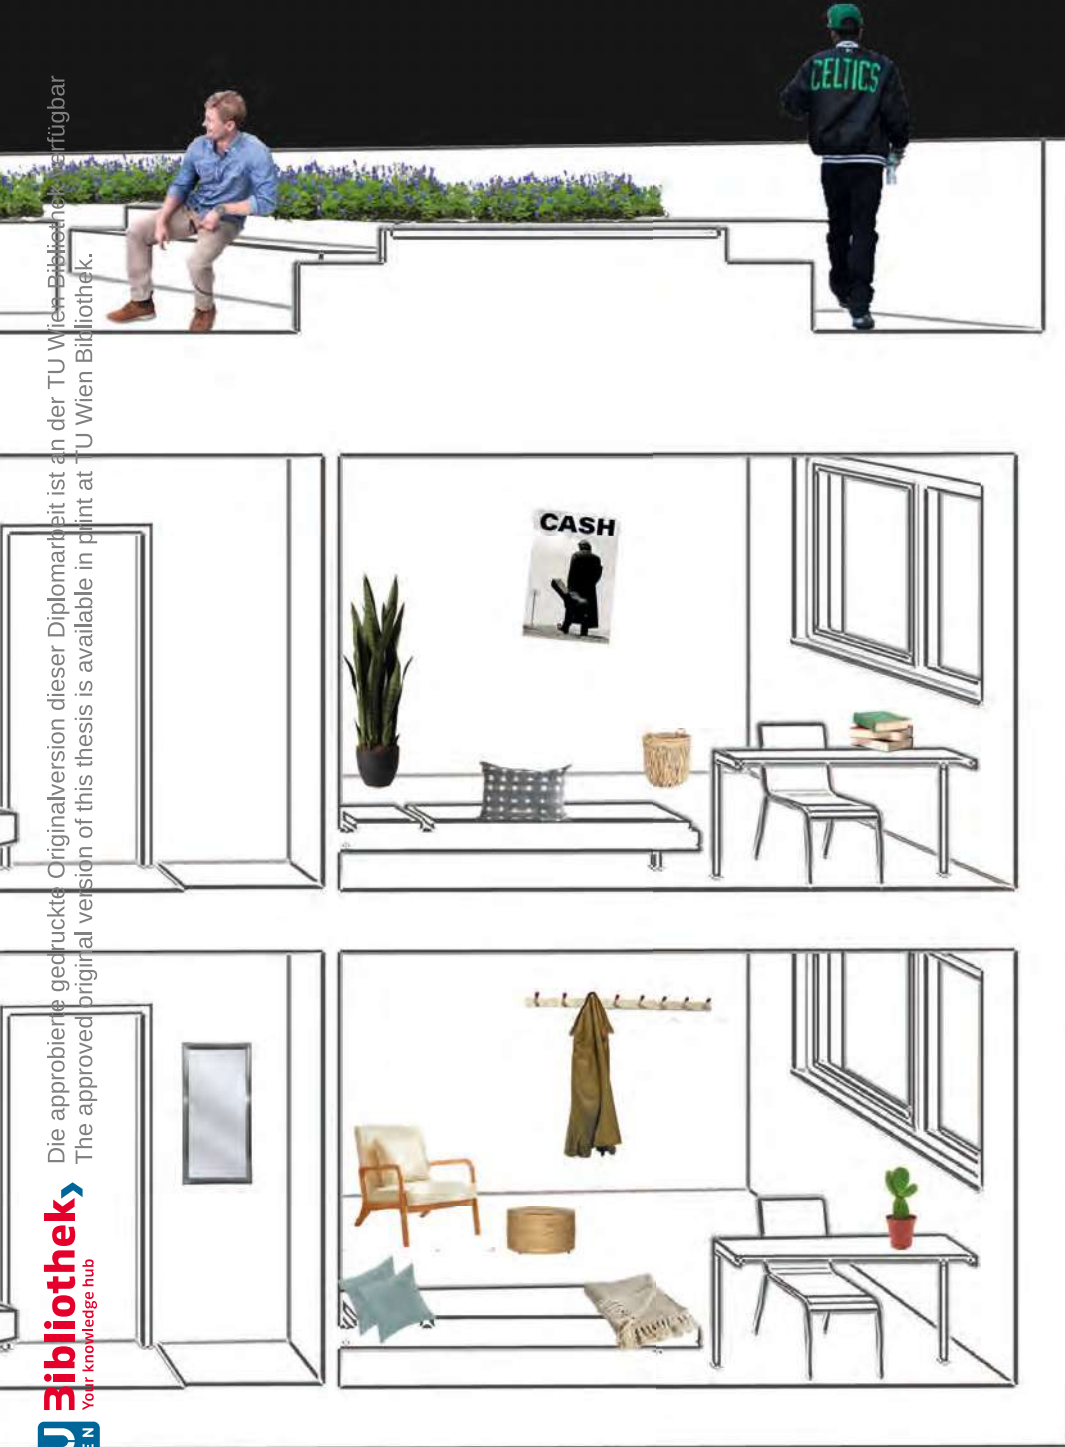 CELTICS
CASH
Die approbierte gedruckte Originalversion dieser Diplomarbeit ist an der TU Wien Bibliothek verfügbar
The approved original version of this thesis is available in print at TU Wien Bibliothek.
Bibliothek
Your knowledge hub